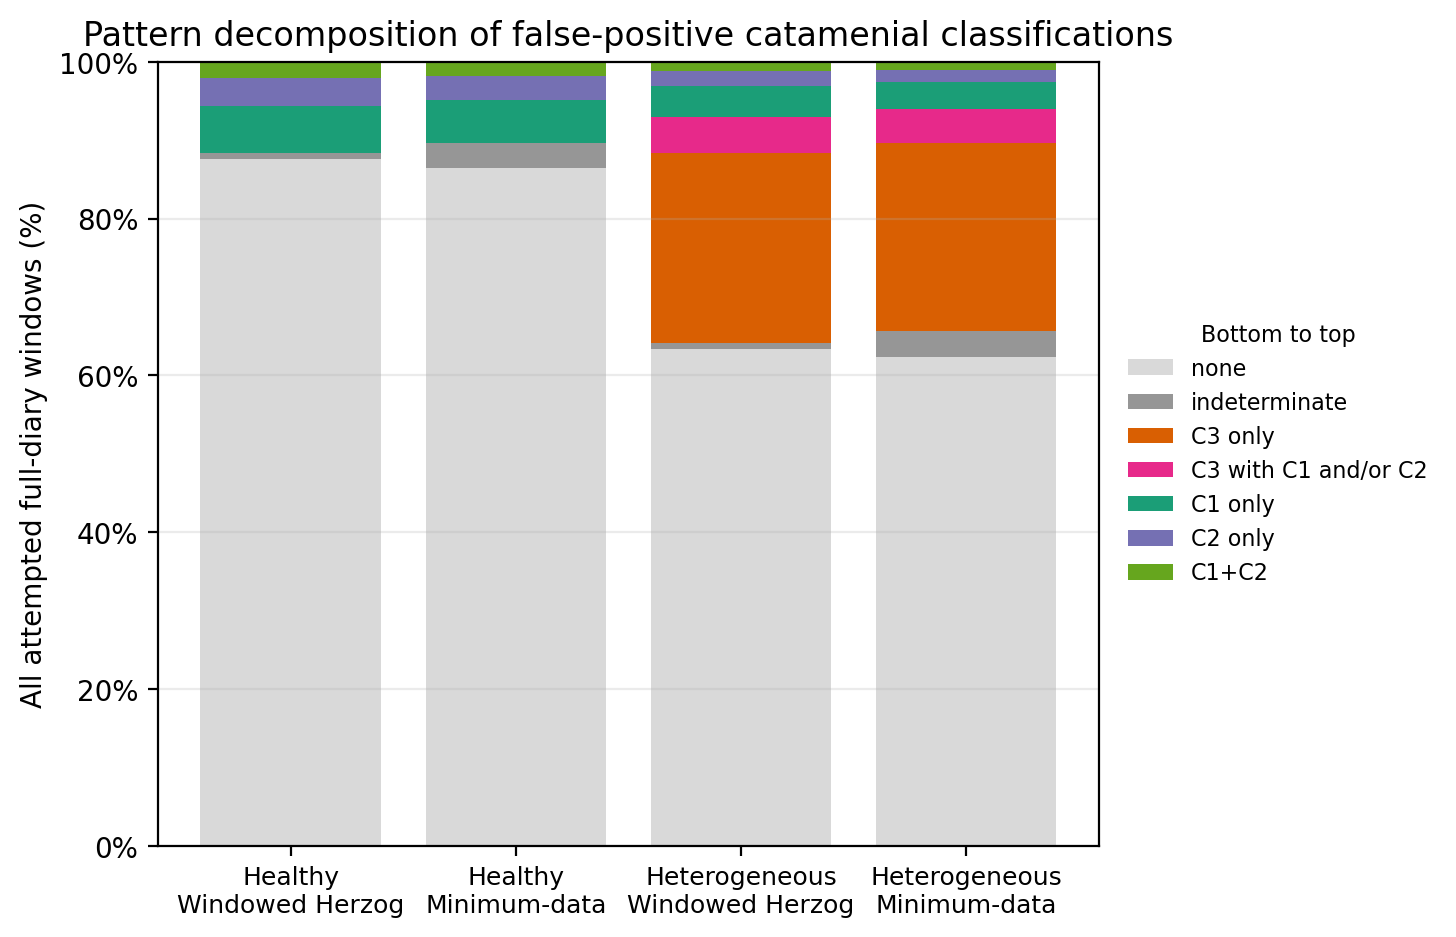 Pattern decomposition of false-positive catamenial classifications
All attempted full-diary windows (%)
100%
80%
60%
40%
20%
0%
Healthy
Windowed Herzog
Healthy
Minimum-data
Heterogeneous
Windowed Herzog
Heterogeneous
Minimum-data
Bottom to top
none
indeterminate
C3 only
C3 with C1 and/or C2
C1 only
C2 only
C1+C2